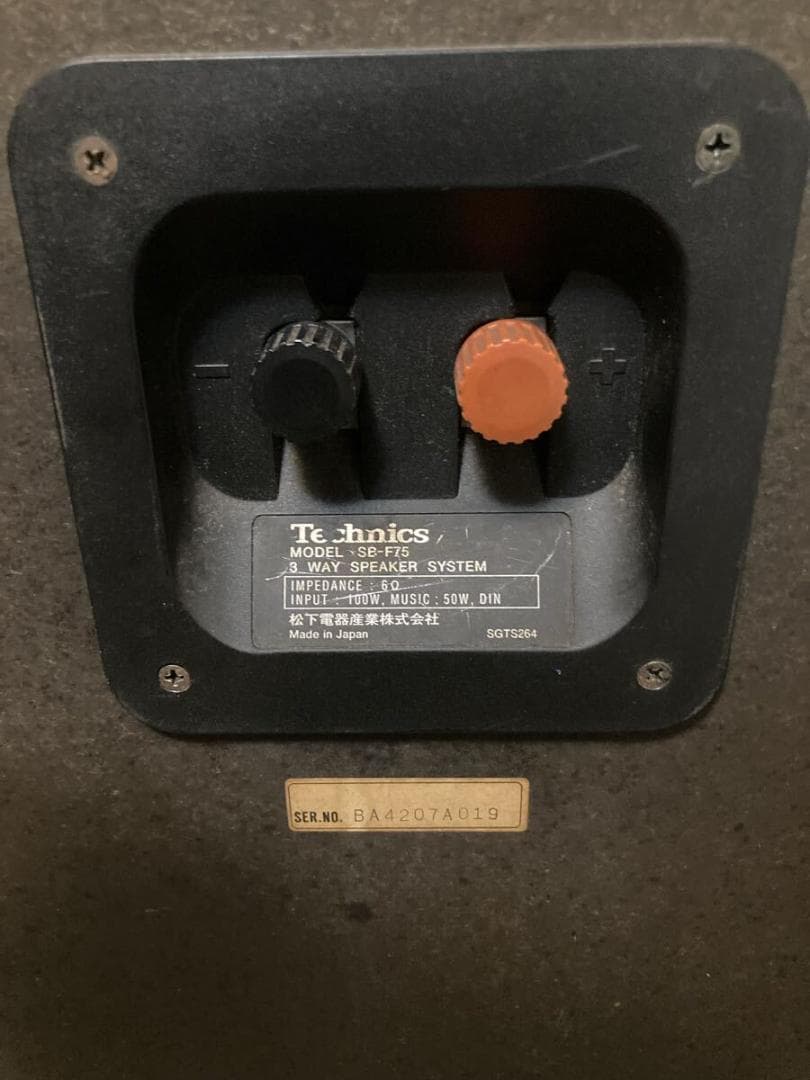 − +
Technics
MODEL SB-F75
3 WAY SPEAKER SYSTEM
IMPEDANCE : 6Ω
INPUT : 100W, MUSIC : 50W, DIN
松下電器産業株式会社
Made in Japan SGTS264
SER.NO. BA4207A019